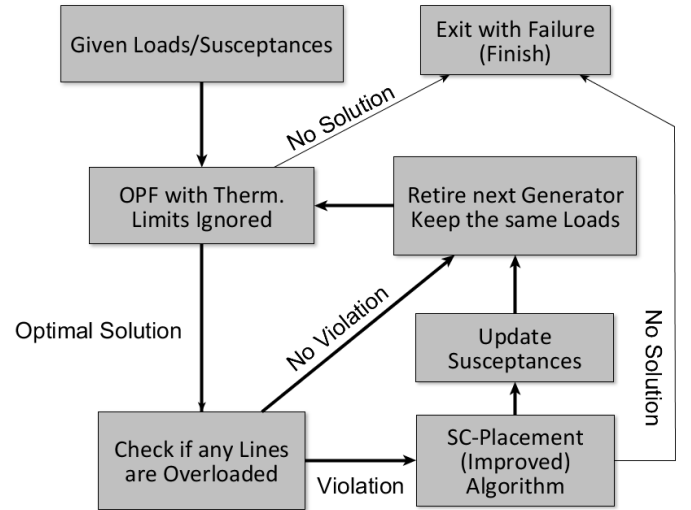 Given Loads/Susceptances
Exit with Failure
(Finish)
No Solution
OPF with Therm.
Limits Ignored
Retire next Generator
Keep the same Loads
Optimal Solution
No Violation
Update
Susceptances
No Solution
Check if any Lines
are Overloaded
Violation
SC-Placement
(Improved)
Algorithm